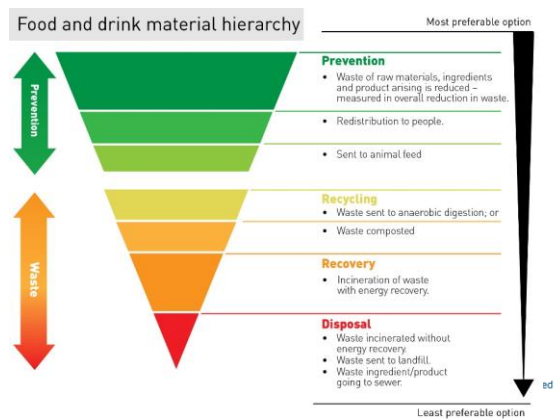 Food and drink material hierarchy
Most preferable option
Prevention
Prevention
• Waste of raw materials, ingredients
and product arising is reduced –
measured in overall reduction in waste.
• Redistribution to people.
• Sent to animal feed
Waste
Recycling
• Waste sent to anaerobic digestion; or
• Waste composted
Recovery
• Incineration of waste
with energy recovery.
Disposal
• Waste incinerated without
energy recovery.
• Waste sent to landfill.
• Waste ingredient/product
going to sewer.
ed
Least preferable option